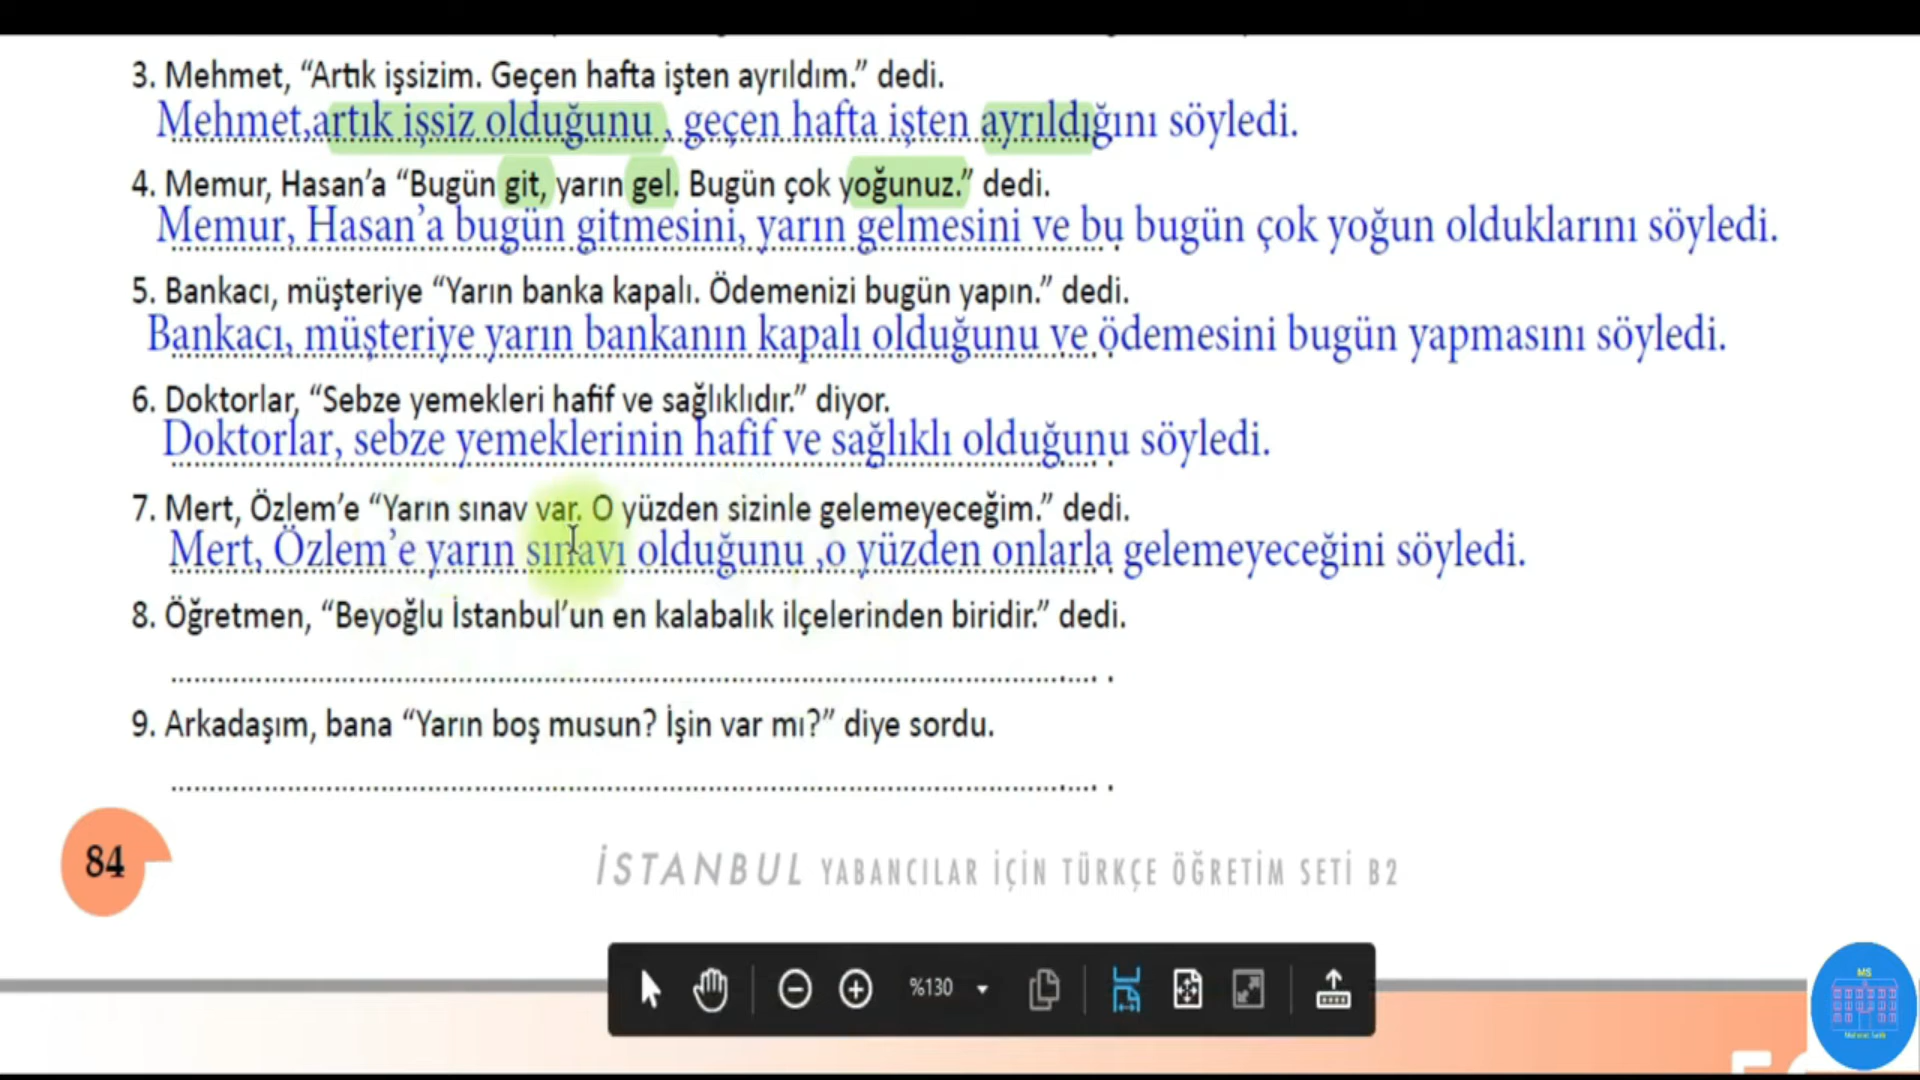 3. Mehmet, “Artık işsizim. Geçen hafta işten ayrıldım.” dedi.
Mehmet,artık işsiz olduğunu , geçen hafta işten ayrıldığını söyledi.
4. Memur, Hasan’a “Bugün git, yarın gel. Bugün çok yoğunuz.” dedi.
Memur, Hasan’a bugün gitmesini, yarın gelmesini ve bu bugün çok yoğun olduklarını söyledi.
5. Bankacı, müşteriye “Yarın banka kapalı. Ödemenizi bugün yapın.” dedi.
Bankacı, müşteriye yarın bankanın kapalı olduğunu ve ödemesini bugün yapmasını söyledi.
6. Doktorlar, “Sebze yemekleri hafif ve sağlıklıdır.” diyor.
Doktorlar, sebze yemeklerinin hafif ve sağlıklı olduğunu söyledi.
7. Mert, Özlem’e “Yarın sınav var. O yüzden sizinle gelemeyeceğim.” dedi.
Mert, Özlem’e yarın sınavı olduğunu ,o yüzden onlarla gelemeyeceğini söyledi.
8. Öğretmen, “Beyoğlu İstanbul’un en kalabalık ilçelerinden biridir.” dedi.
9. Arkadaşım, bana “Yarın boş musun? İşin var mı?” diye sordu.
84
İSTANBUL YABANCILAR İÇİN TÜRKÇE ÖĞRETİM SETİ B2
%130
MS